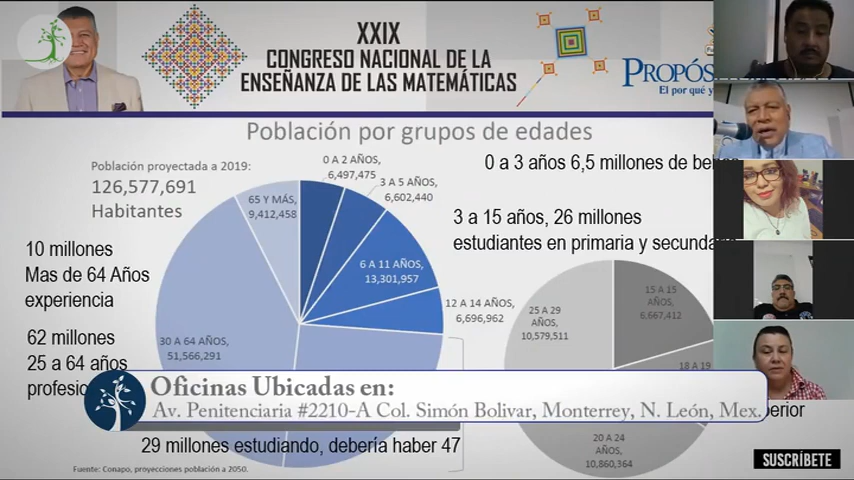 XXIX
CONGRESO NACIONAL DE LA
ENSEÑANZA DE LAS MATEMÁTICAS
PROPÓS
El por qué y
Población por grupos de edades
Población proyectada a 2019:
126,577,691
Habitantes
0 A 2 AÑOS,
6,497,475
3 A 5 AÑOS,
6,602,440
65 Y MÁS,
9,412,458
6 A 11 AÑOS,
13,301,957
12 A 14 AÑOS,
6,696,962
30 A 64 AÑOS,
51,566,291
0 a 3 años 6,5 millones de
3 a 15 años, 26 millones
estudiantes en primaria y
10 millones
Mas de 64 Años
experiencia
62 millones
25 a 64 años
15 A 15
AÑOS,
6,667,412
25 A 29
AÑOS,
10,579,511
18 A 19
20 A 24
AÑOS,
10,860,364
Oficinas Ubicadas en:
Av. Penitenciaria #2210-A Col. Simón Bolivar, Monterrey, N. León, Mex.
29 millones estudiando, debería haber 47
Fuente: Conapo, proyecciones población a 2050.
SUSCRÍBETE